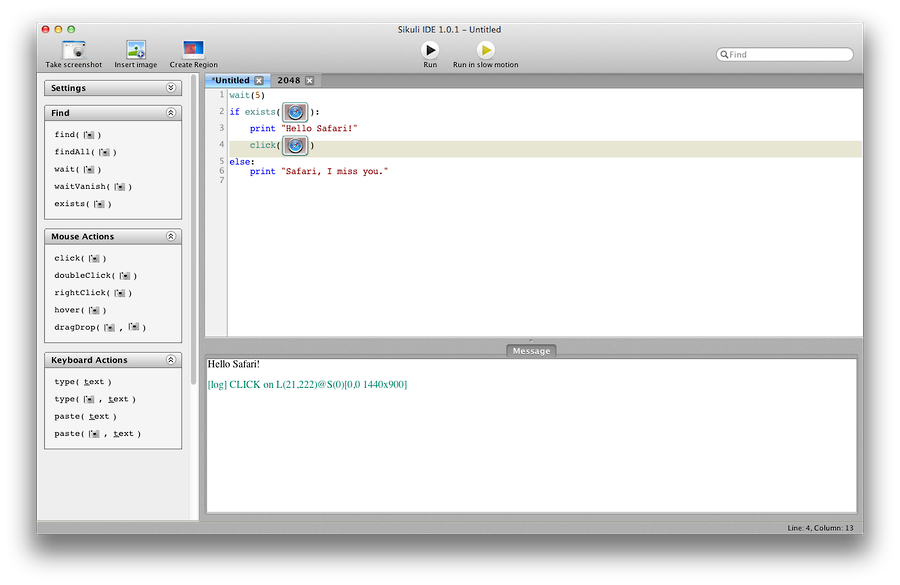 Sikuli IDE 1.0.1 – Untitled
Take screenshot Insert image Create Region Run Run in slow motion Find
Settings
Find
find( )
findAll( )
wait( )
waitVanish( )
exists( )
Mouse Actions
click( )
doubleClick( )
rightClick( )
hover( )
dragDrop( , )
Keyboard Actions
type( text )
type( , text )
paste( text )
paste( , text )
*Untitled 2048
1 wait(5)
2 if exists( ):
3 print "Hello Safari!"
4 click( )
5 else:
6 print "Safari, I miss you."
7
Message
Hello Safari!
[log] CLICK on L(21,222)@S(0)[0,0 1440x900]
Line: 4, Column: 13